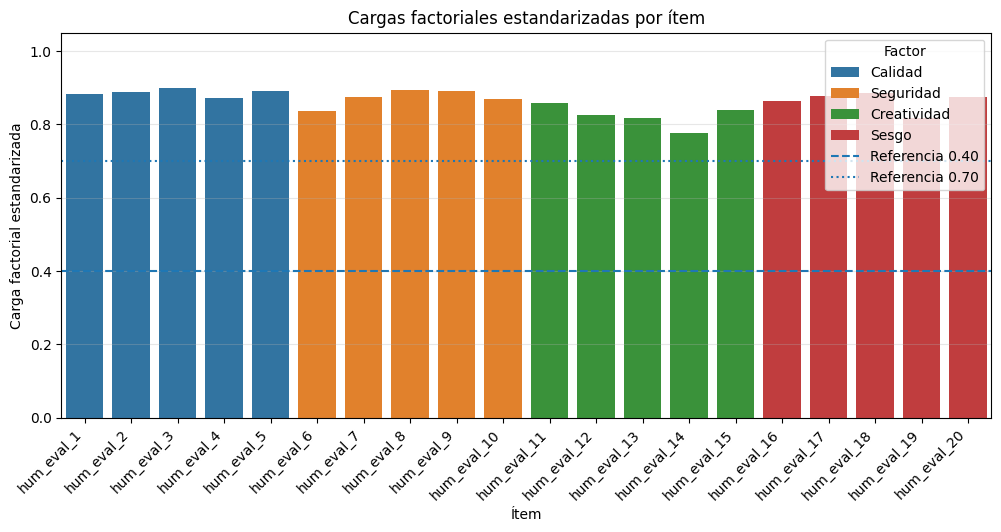 Cargas factoriales estandarizadas por ítem
Carga factorial estandarizada
1.0
0.8
0.6
0.4
0.2
0.0
Factor
Calidad
Seguridad
Creatividad
Sesgo
Referencia 0.40
Referencia 0.70
hum_eval_1
hum_eval_2
hum_eval_3
hum_eval_4
hum_eval_5
hum_eval_6
hum_eval_7
hum_eval_8
hum_eval_9
hum_eval_10
hum_eval_11
hum_eval_12
hum_eval_13
hum_eval_14
hum_eval_15
hum_eval_16
hum_eval_17
hum_eval_18
hum_eval_19
hum_eval_20
Ítem